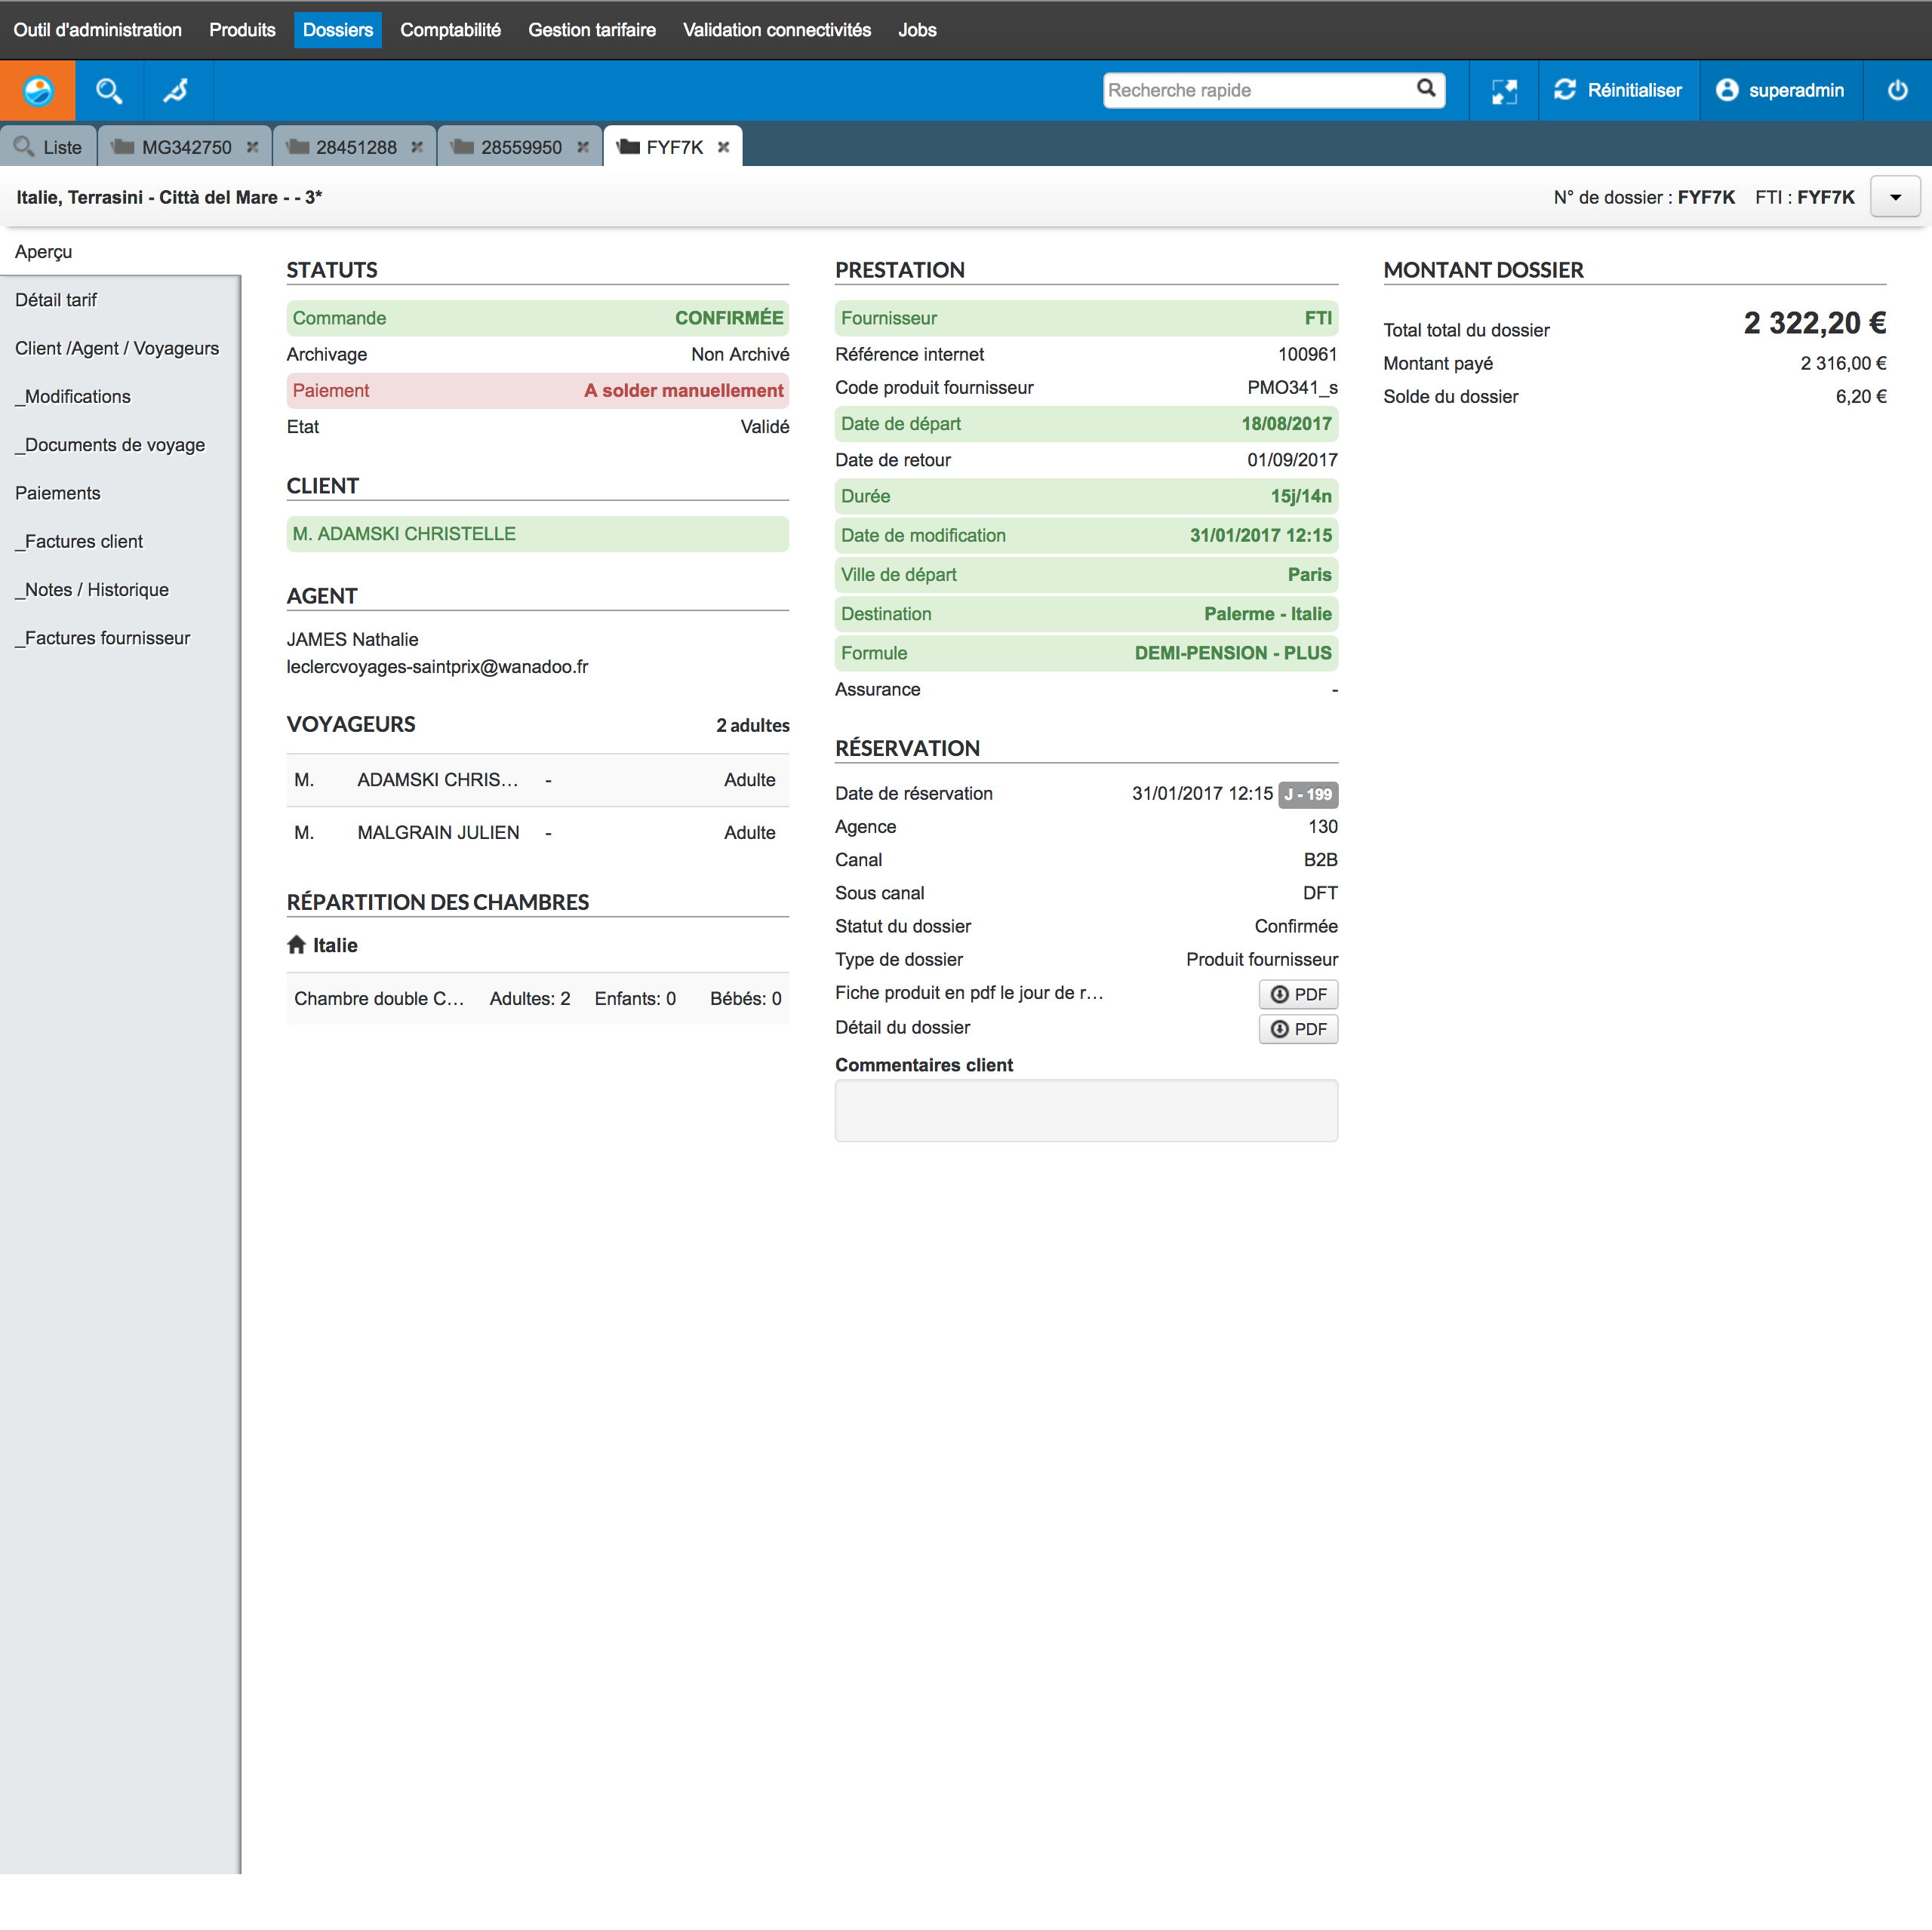 Outil d'administration Produits Dossiers Comptabilité Gestion tarifaire Validation connectivités Jobs
Recherche rapide Réinitialiser superadmin
Liste MG342750 28451288 28559950 FYF7K
Italie, Terrasini - Città del Mare - - 3* N° de dossier : FYF7K FTI : FYF7K
Aperçu
Détail tarif
Client /Agent / Voyageurs
_Modifications
_Documents de voyage
Paiements
_Factures client
_Notes / Historique
_Factures fournisseur
STATUTS
Commande CONFIRMÉE
Archivage Non Archivé
Paiement A solder manuellement
Etat Validé
CLIENT
M. ADAMSKI CHRISTELLE
AGENT
JAMES Nathalie
leclercvoyages-saintprix@wanadoo.fr
VOYAGEURS 2 adultes
M. ADAMSKI CHRIS... - Adulte
M. MALGRAIN JULIEN - Adulte
RÉPARTITION DES CHAMBRES
Italie
Chambre double C... Adultes: 2 Enfants: 0 Bébés: 0
PRESTATION
Fournisseur FTI
Référence internet 100961
Code produit fournisseur PMO341_s
Date de départ 18/08/2017
Date de retour 01/09/2017
Durée 15j/14n
Date de modification 31/01/2017 12:15
Ville de départ Paris
Destination Palerme - Italie
Formule DEMI-PENSION - PLUS
Assurance -
RÉSERVATION
Date de réservation 31/01/2017 12:15 J - 199
Agence 130
Canal B2B
Sous canal DFT
Statut du dossier Confirmée
Type de dossier Produit fournisseur
Fiche produit en pdf le jour de r... PDF
Détail du dossier PDF
Commentaires client
MONTANT DOSSIER
Total total du dossier 2 322,20 €
Montant payé 2 316,00 €
Solde du dossier 6,20 €